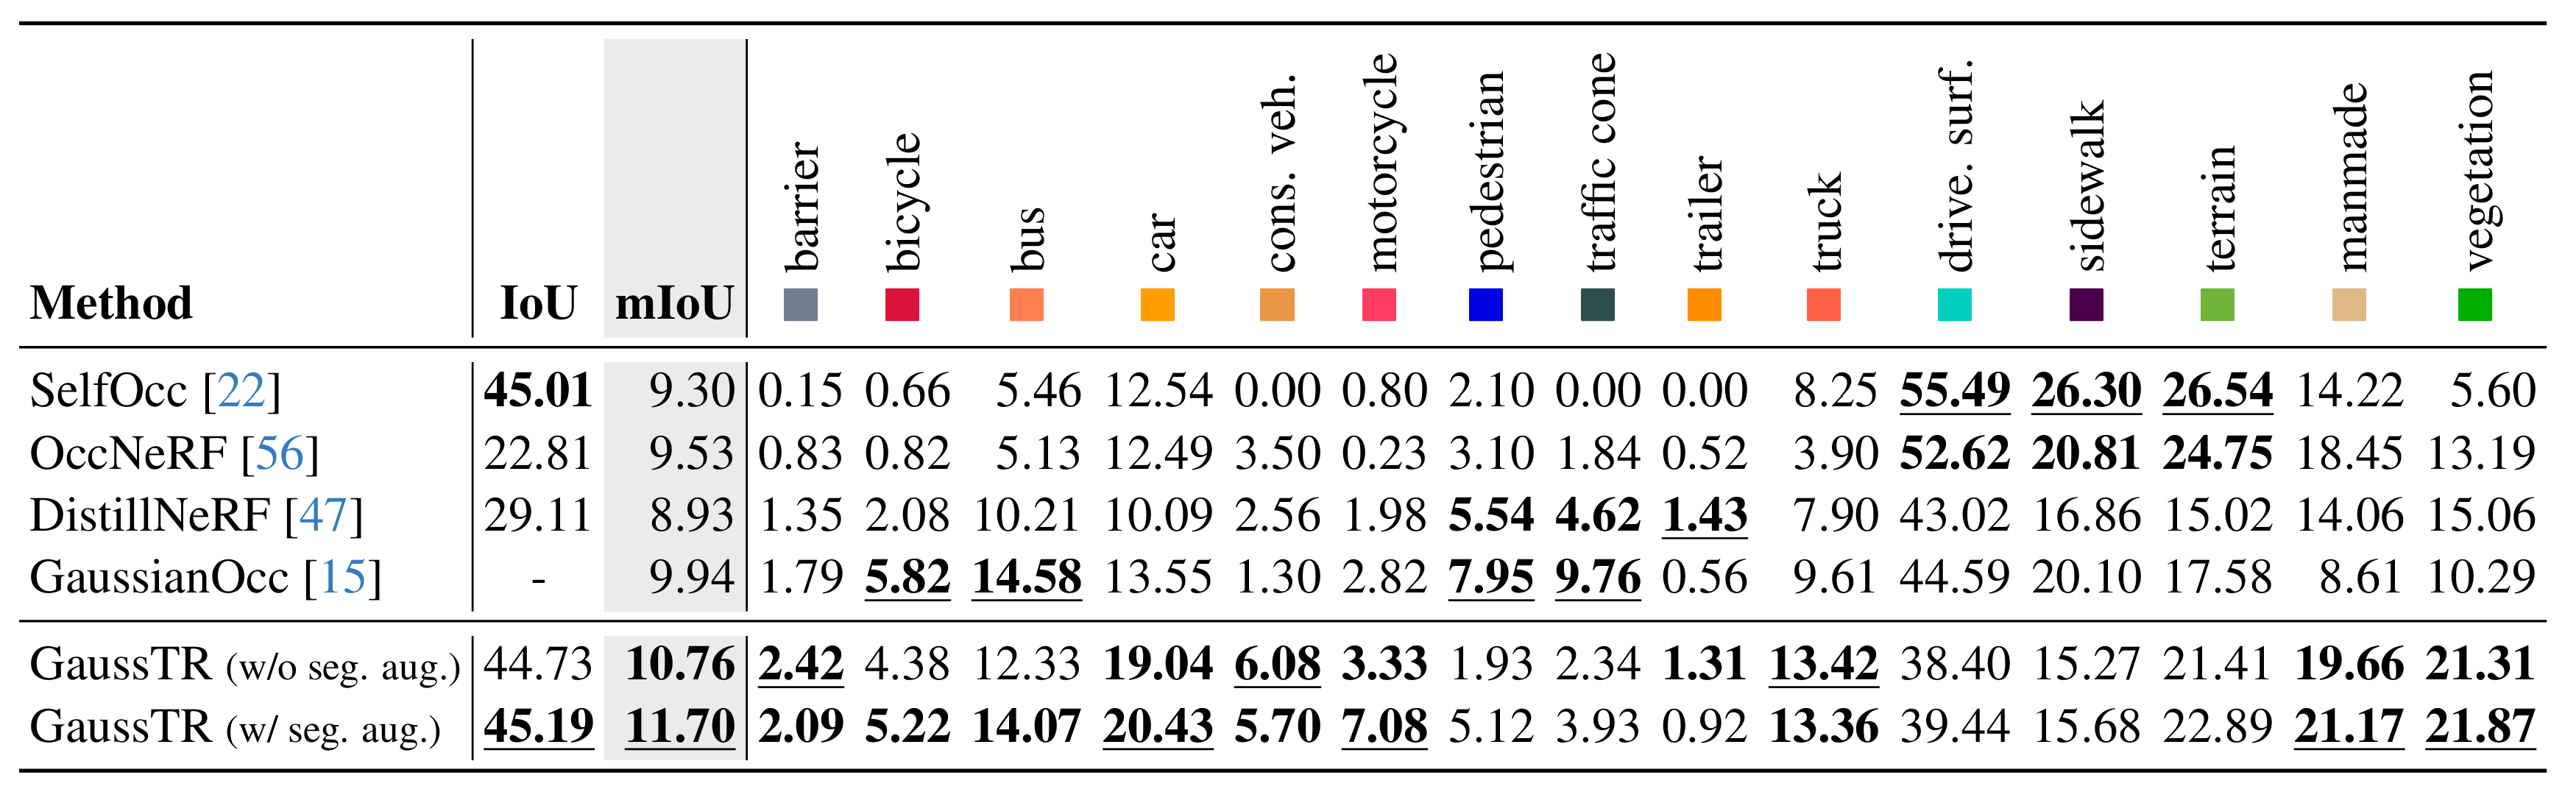 Method IoU mIoU barrier bicycle bus car cons. veh. motorcycle pedestrian traffic cone trailer truck drive. surf. sidewalk terrain manmade vegetation
SelfOcc [22] 45.01 9.30 0.15 0.66 5.46 12.54 0.00 0.80 2.10 0.00 0.00 8.25 55.49 26.30 26.54 14.22 5.60
OccNeRF [56] 22.81 9.53 0.83 0.82 5.13 12.49 3.50 0.23 3.10 1.84 0.52 3.90 52.62 20.81 24.75 18.45 13.19
DistillNeRF [47] 29.11 8.93 1.35 2.08 10.21 10.09 2.56 1.98 5.54 4.62 1.43 7.90 43.02 16.86 15.02 14.06 15.06
GaussianOcc [15] - 9.94 1.79 5.82 14.58 13.55 1.30 2.82 7.95 9.76 0.56 9.61 44.59 20.10 17.58 8.61 10.29
GaussTR (w/o seg. aug.) 44.73 10.76 2.42 4.38 12.33 19.04 6.08 3.33 1.93 2.34 1.31 13.42 38.40 15.27 21.41 19.66 21.31
GaussTR (w/ seg. aug.) 45.19 11.70 2.09 5.22 14.07 20.43 5.70 7.08 5.12 3.93 0.92 13.36 39.44 15.68 22.89 21.17 21.87